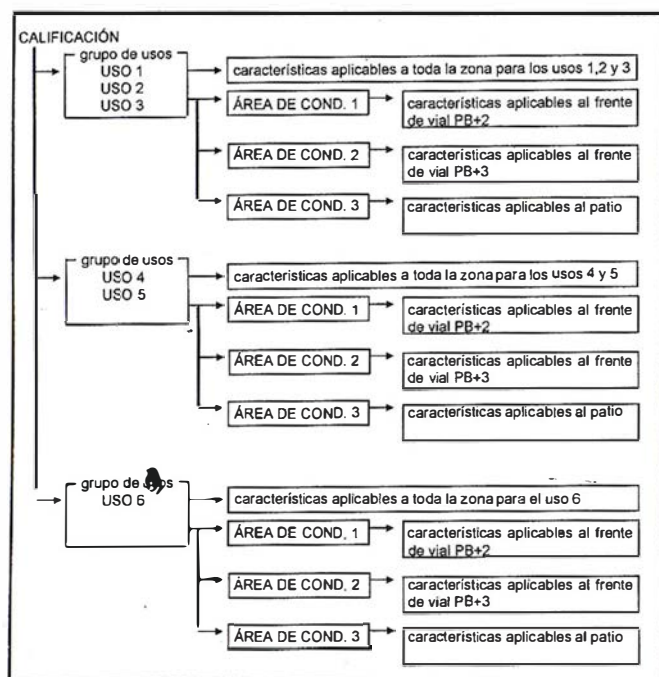 CALIFICACIÓN
grupo de usos
USO 1
USO 2
USO 3
características aplicables a toda la zona para los usos 1,2 y 3
ÁREA DE COND. 1
características aplicables al frente
de vial PB+2
ÁREA DE COND. 2
características aplicables al frente
de vial PB+3
ÁREA DE COND. 3
características aplicables al patio
grupo de usos
USO 4
USO 5
características aplicables a toda la zona para los usos 4 y 5
ÁREA DE COND. 1
características aplicables al frente
de vial PB+2
ÁREA DE COND. 2
características aplicables al frente
de vial PB+3
ÁREA DE COND. 3
características aplicables al patio
grupo de usos
USO 6
características aplicables a toda la zona para el uso 6
ÁREA DE COND. 1
características aplicables al frente
de vial PB+2
ÁREA DE COND. 2
características aplicables al frente
de vial PB+3
ÁREA DE COND. 3
características aplicables al patio